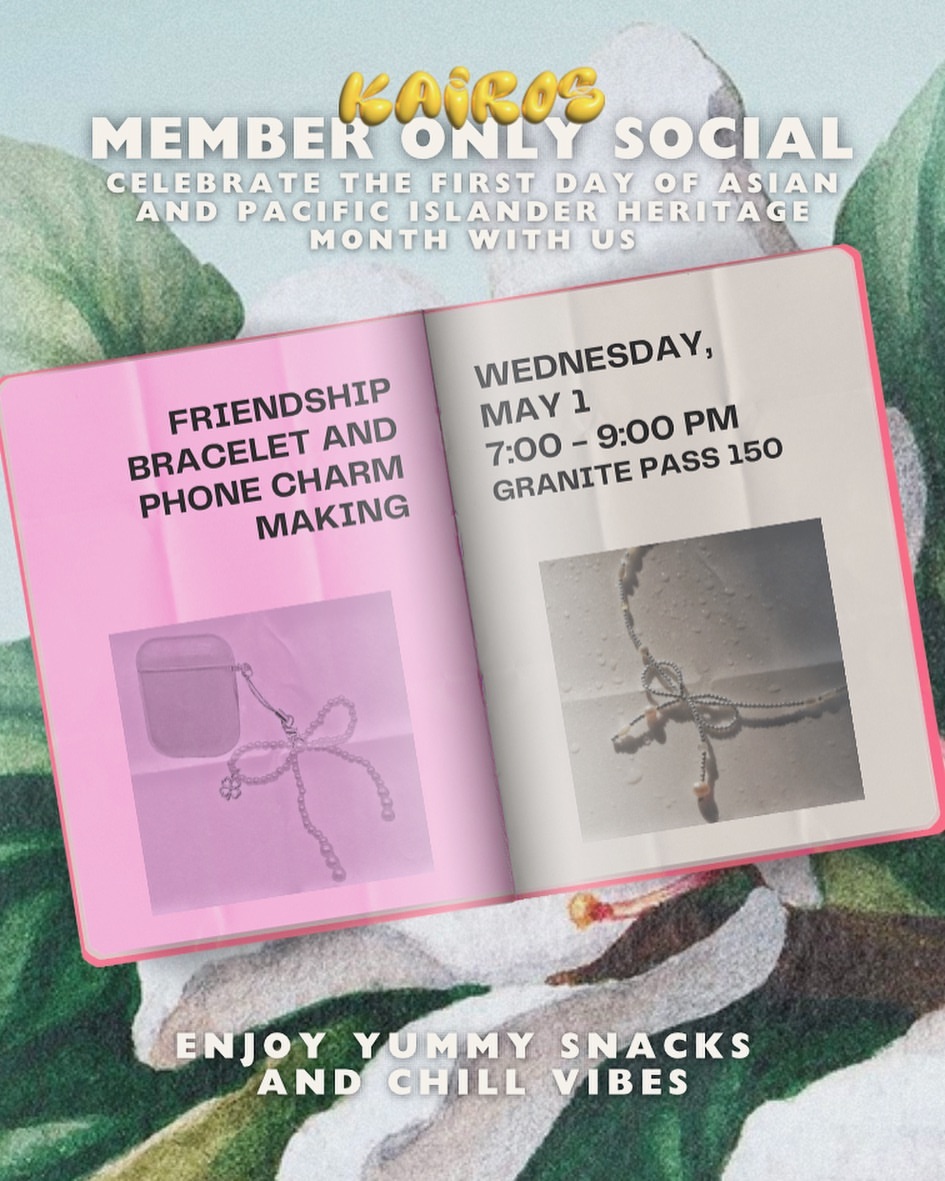 KAiROS
MEMBER ONLY SOCIAL
CELEBRATE THE FIRST DAY OF ASIAN
AND PACIFIC ISLANDER HERITAGE
MONTH WITH US
FRIENDSHIP
BRACELET AND
PHONE CHARM
MAKING
WEDNESDAY,
MAY 1
7:00 - 9:00 PM
GRANITE PASS 150
ENJOY YUMMY SNACKS
AND CHILL VIBES